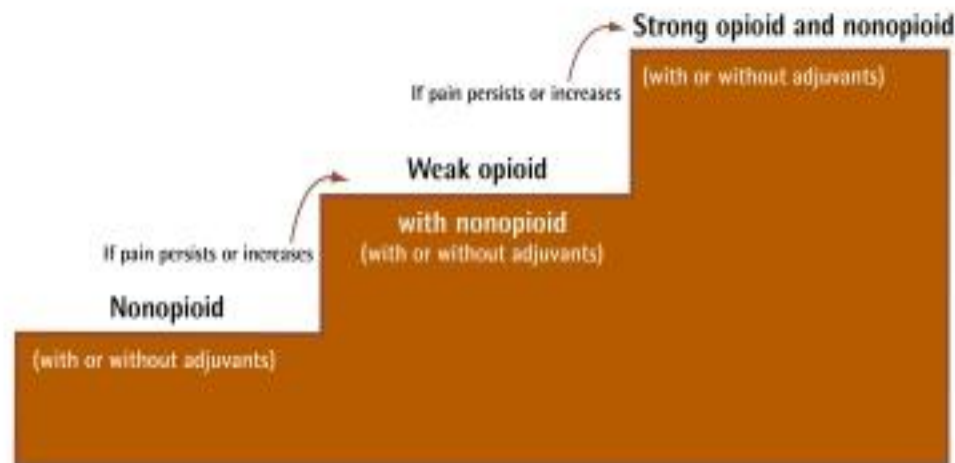 Strong opioid and nonopioid
(with or without adjuvants)
If pain persists or increases
Weak opioid
with nonopioid
(with or without adjuvants)
If pain persists or increases
Nonopioid
(with or without adjuvants)